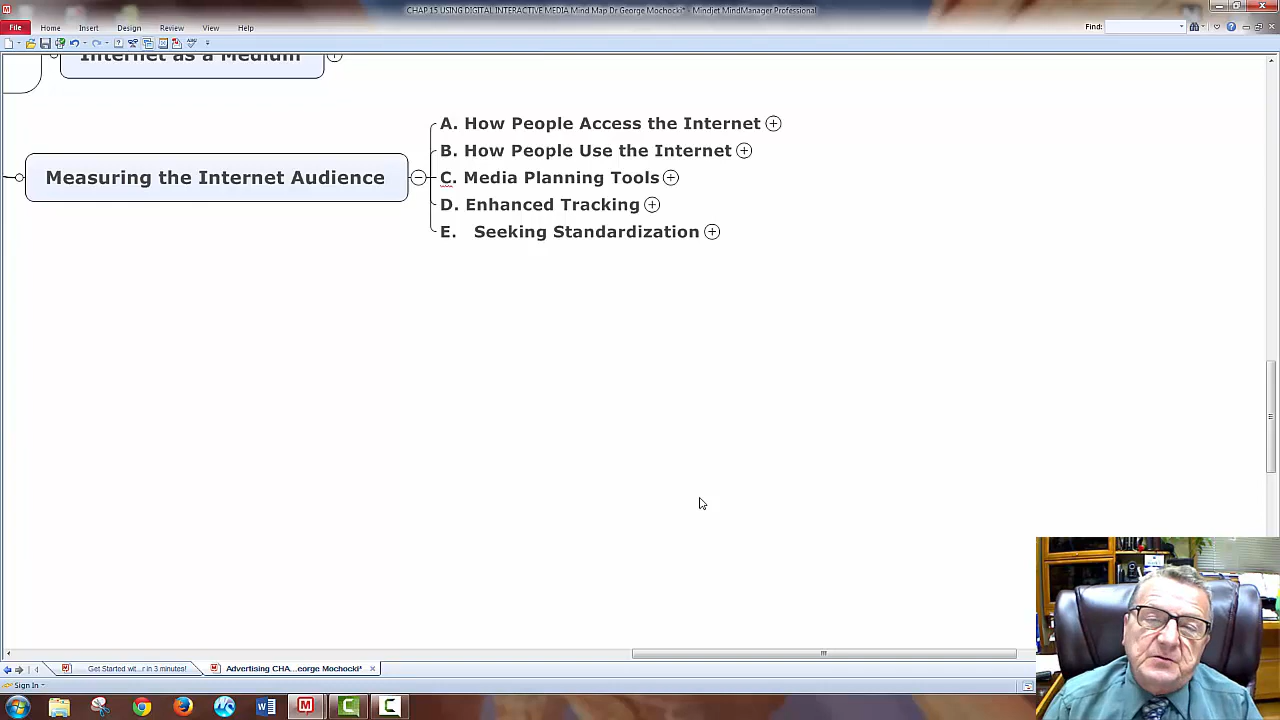 CHAP 15 USING DIGITAL INTERACTIVE MEDIA Mind Map Dr George Mochocki* - Mindjet MindManager Professional
File Home Insert Design Review View Help Find:
Internet as a Medium
Measuring the Internet Audience
A. How People Access the Internet
B. How People Use the Internet
C. Media Planning Tools
D. Enhanced Tracking
E. Seeking Standardization
Get Started wit...r in 3 minutes! Advertising CHA...eorge Mochocki*
Sign In